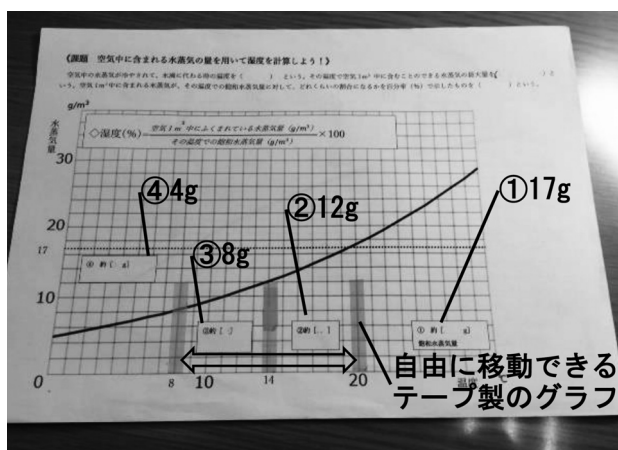 《課題 空気中に含まれる水蒸気の量を用いて湿度を計算しよう！》
空気中の水蒸気が冷やされて、水滴に代わる時の温度を（　　　）という。その温度で空気1m³中に含むことのできる水蒸気の最大量を（　　　）と
いう。空気1m³中に含まれる水蒸気が、その温度での飽和水蒸気量に対して、どれくらいの割合になるかを百分率（%）で示したものを（　　　）という。
g/m³
水蒸気量
◇湿度(%)=空気1m³中にふくまれている水蒸気量(g/m³)/その温度での飽和水蒸気量(g/m³)×100
30
④4g
②12g
①17g
20
17
③8g
④ 約[　g]
10
③約[　]
②約[　]
① 約[　g]
飽和水蒸気量
自由に移動できる
テープ製のグラフ
0
8
10
14
20
温度
℃